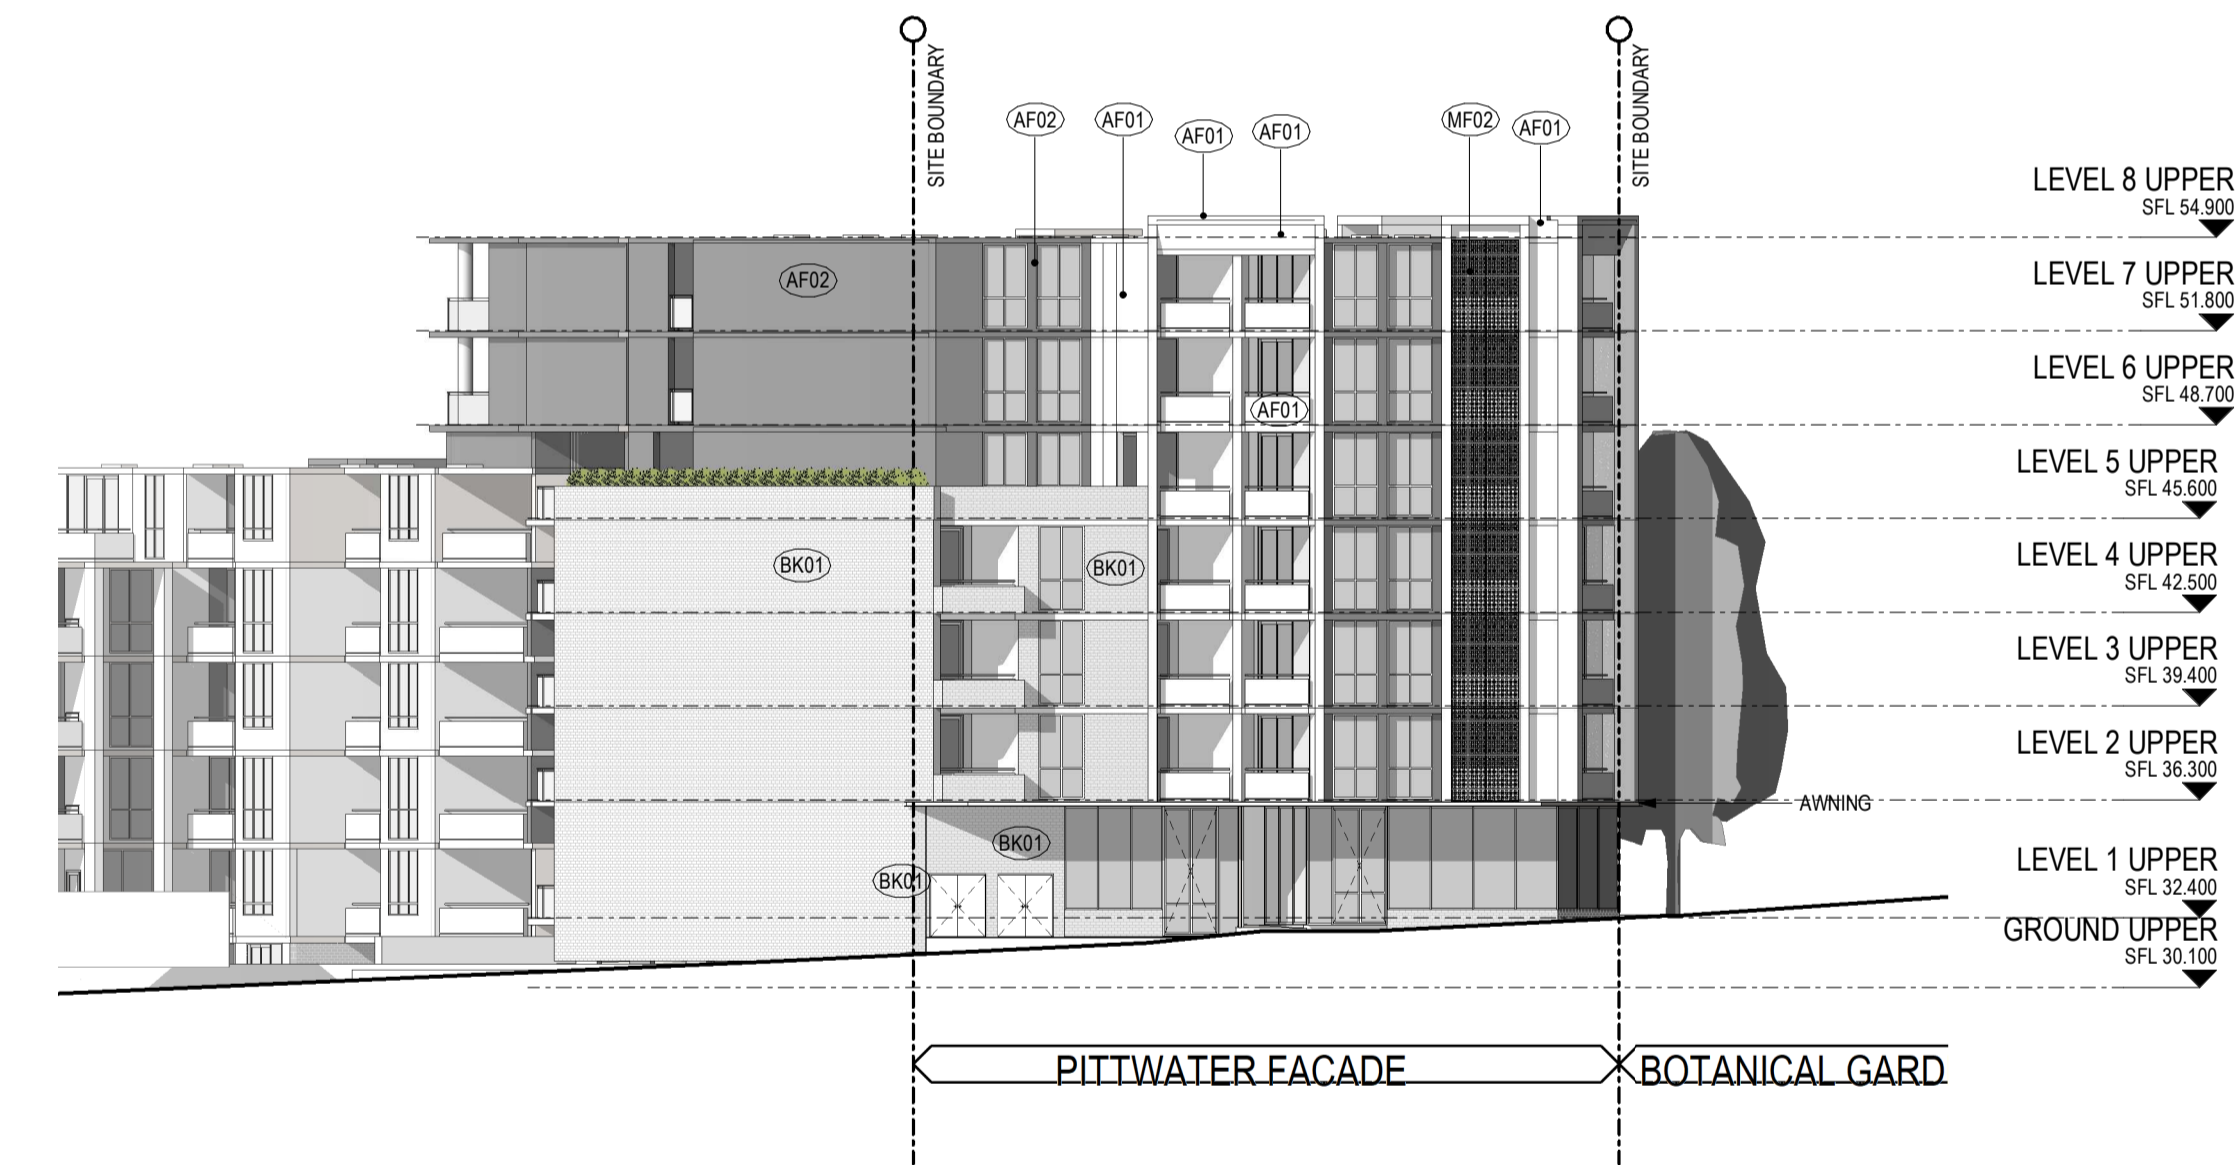 SITE BOUNDARY
SITE BOUNDARY
AF02
AF01
AF01
AF01
MF02
AF01
LEVEL 8 UPPER
SFL 54.900
AF02
LEVEL 7 UPPER
SFL 51.800
LEVEL 6 UPPER
SFL 48.700
AF01
LEVEL 5 UPPER
SFL 45.600
BK01
BK01
LEVEL 4 UPPER
SFL 42.500
LEVEL 3 UPPER
SFL 39.400
LEVEL 2 UPPER
SFL 36.300
AWNING
BK01
BK01
LEVEL 1 UPPER
SFL 32.400
GROUND UPPER
SFL 30.100
PITTWATER FACADE
BOTANICAL GARD